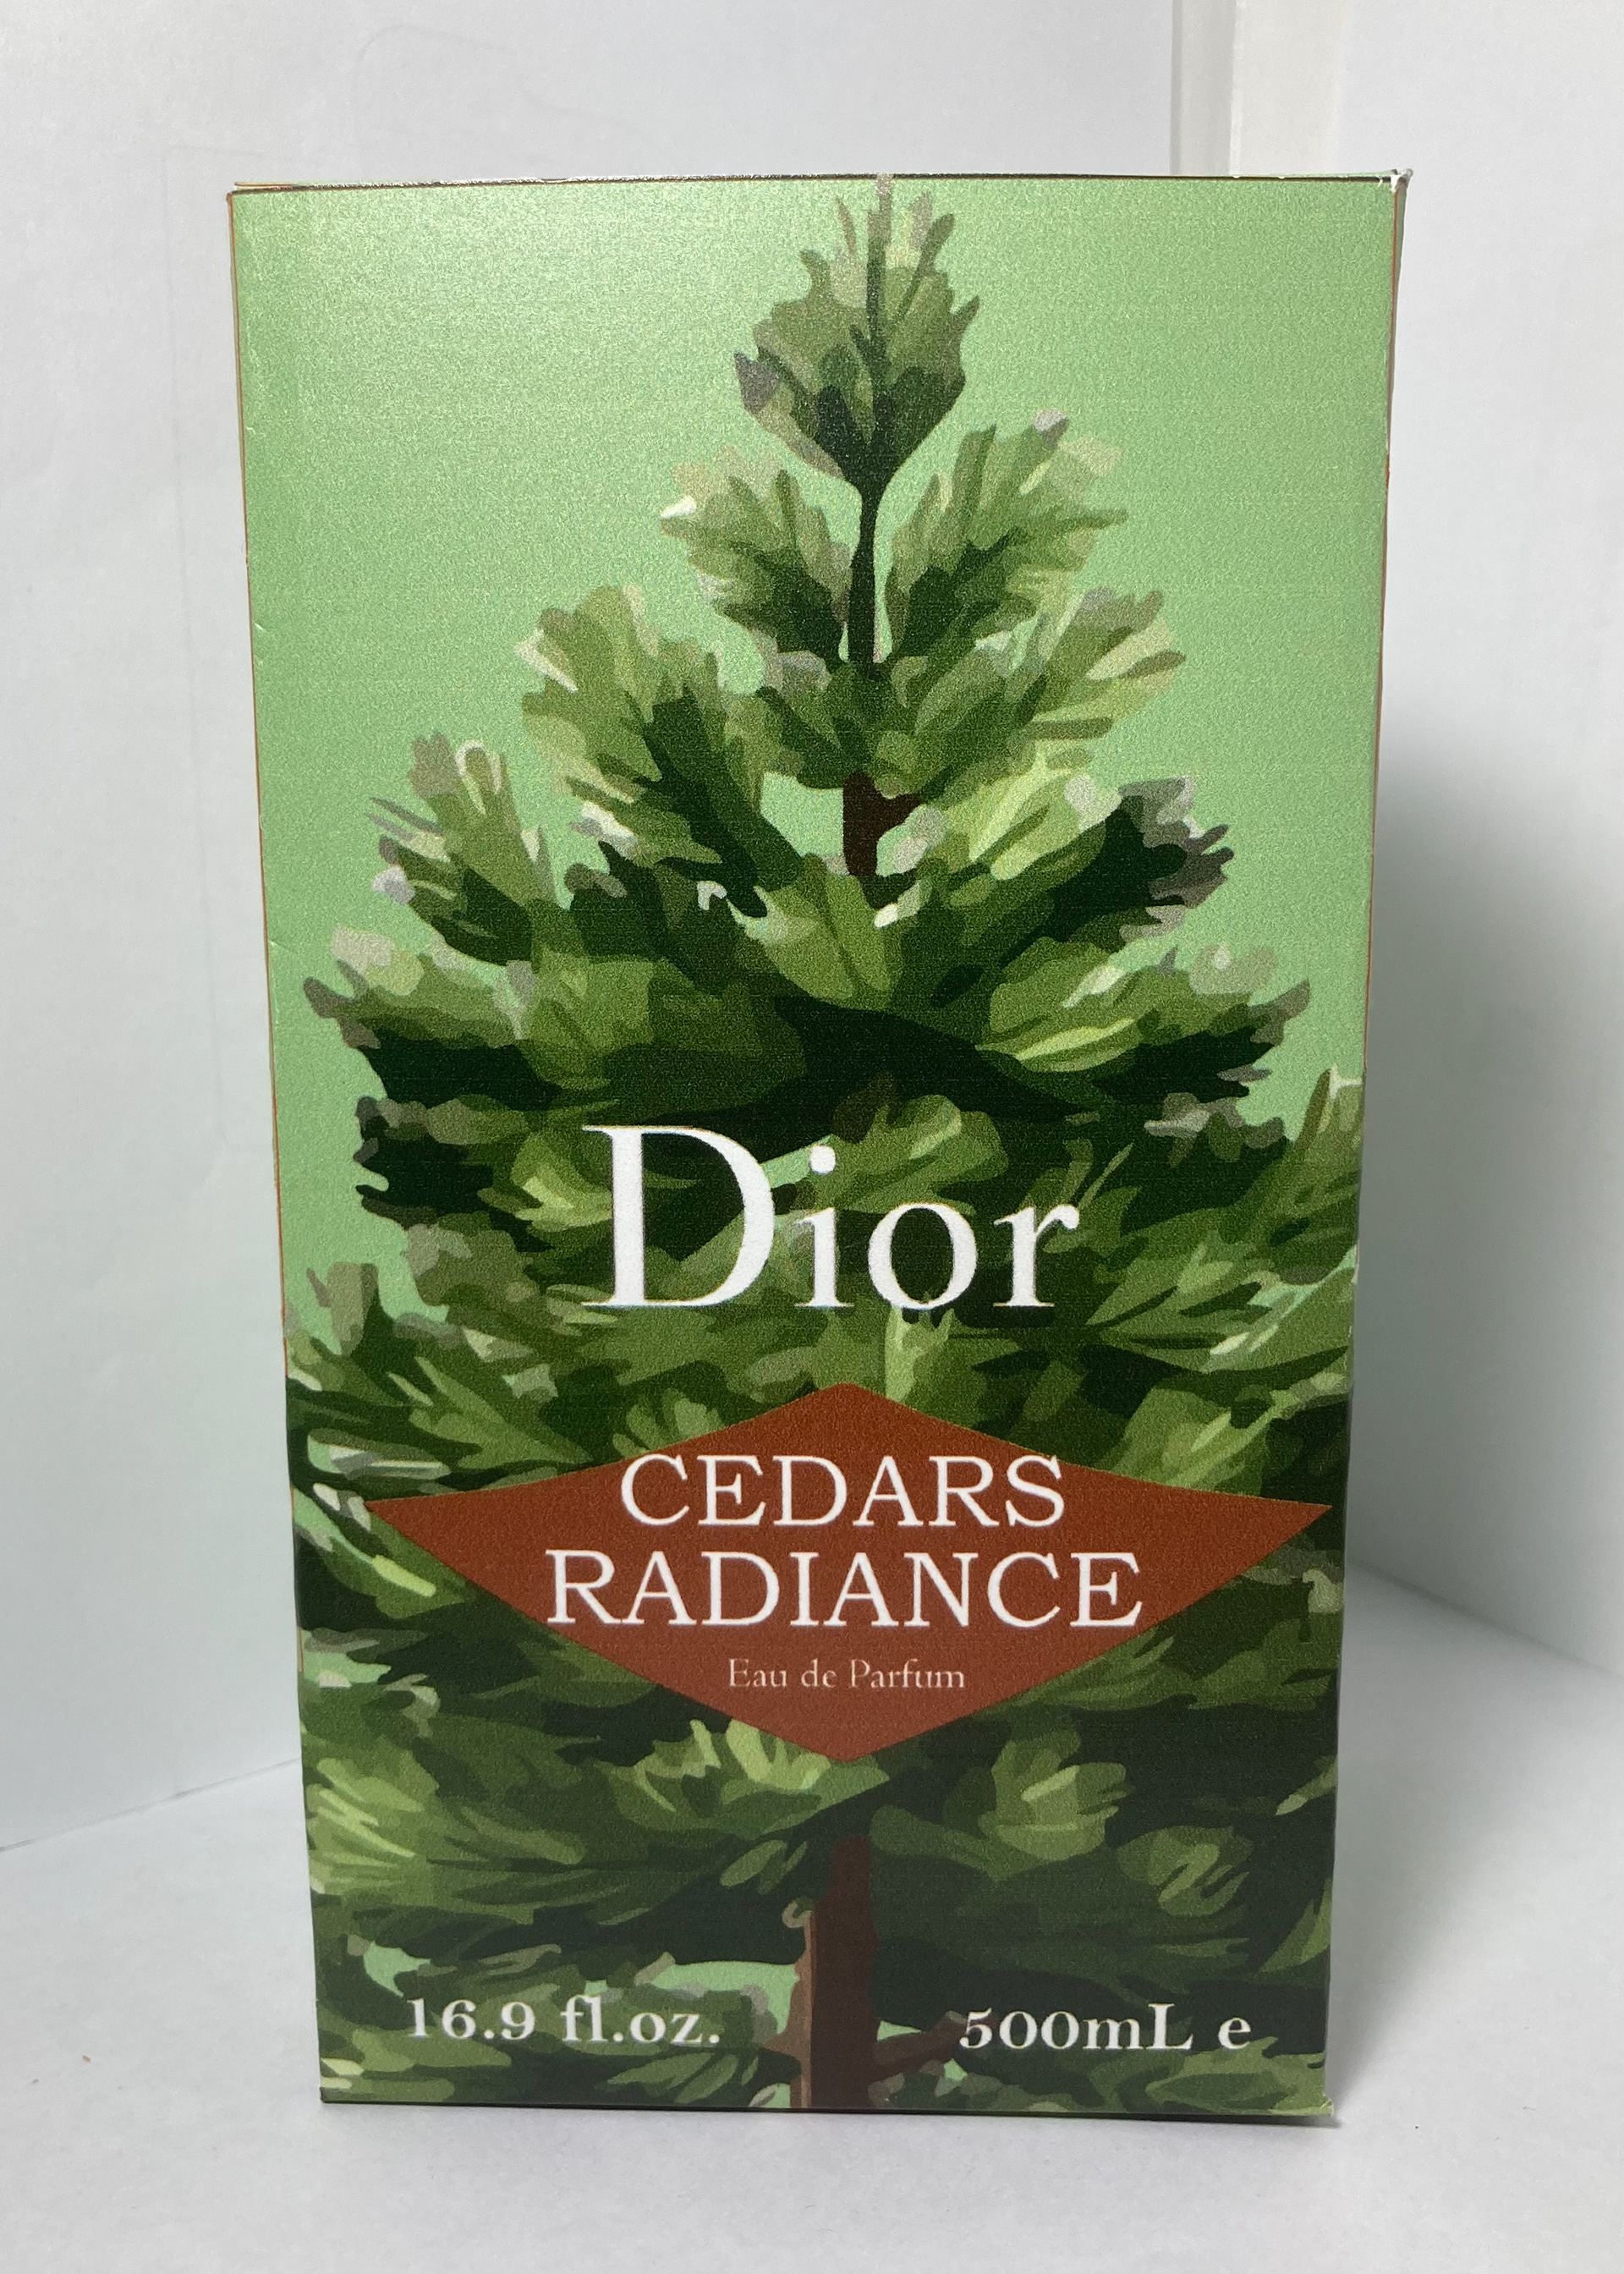 Dior
CEDARS
RADIANCE
Eau de Parfum
16.9 fl.oz. 500mL e